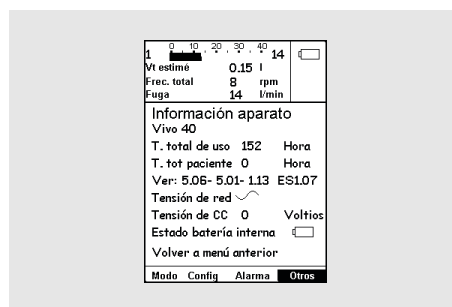 0 10 20 30 40
1 14
Vt estimé 0.15 l
Frec. total 8 rpm
Fuga 14 l/min
Información aparato
Vivo 40
T. total de uso 152 Hora
T. tot paciente 0 Hora
Ver: 5.06- 5.01- 1.13 ES1.07
Tensión de red
Tensión de CC 0 Voltios
Estado batería interna
Volver a menú anterior
Modo Config Alarma Otros